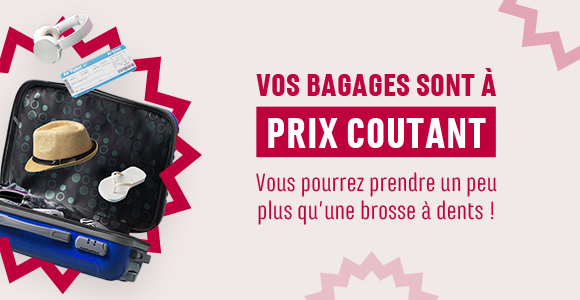 VOS BAGAGES SONT À
PRIX COUTANT
Vous pourrez prendre un peu
plus qu'une brosse à dents !